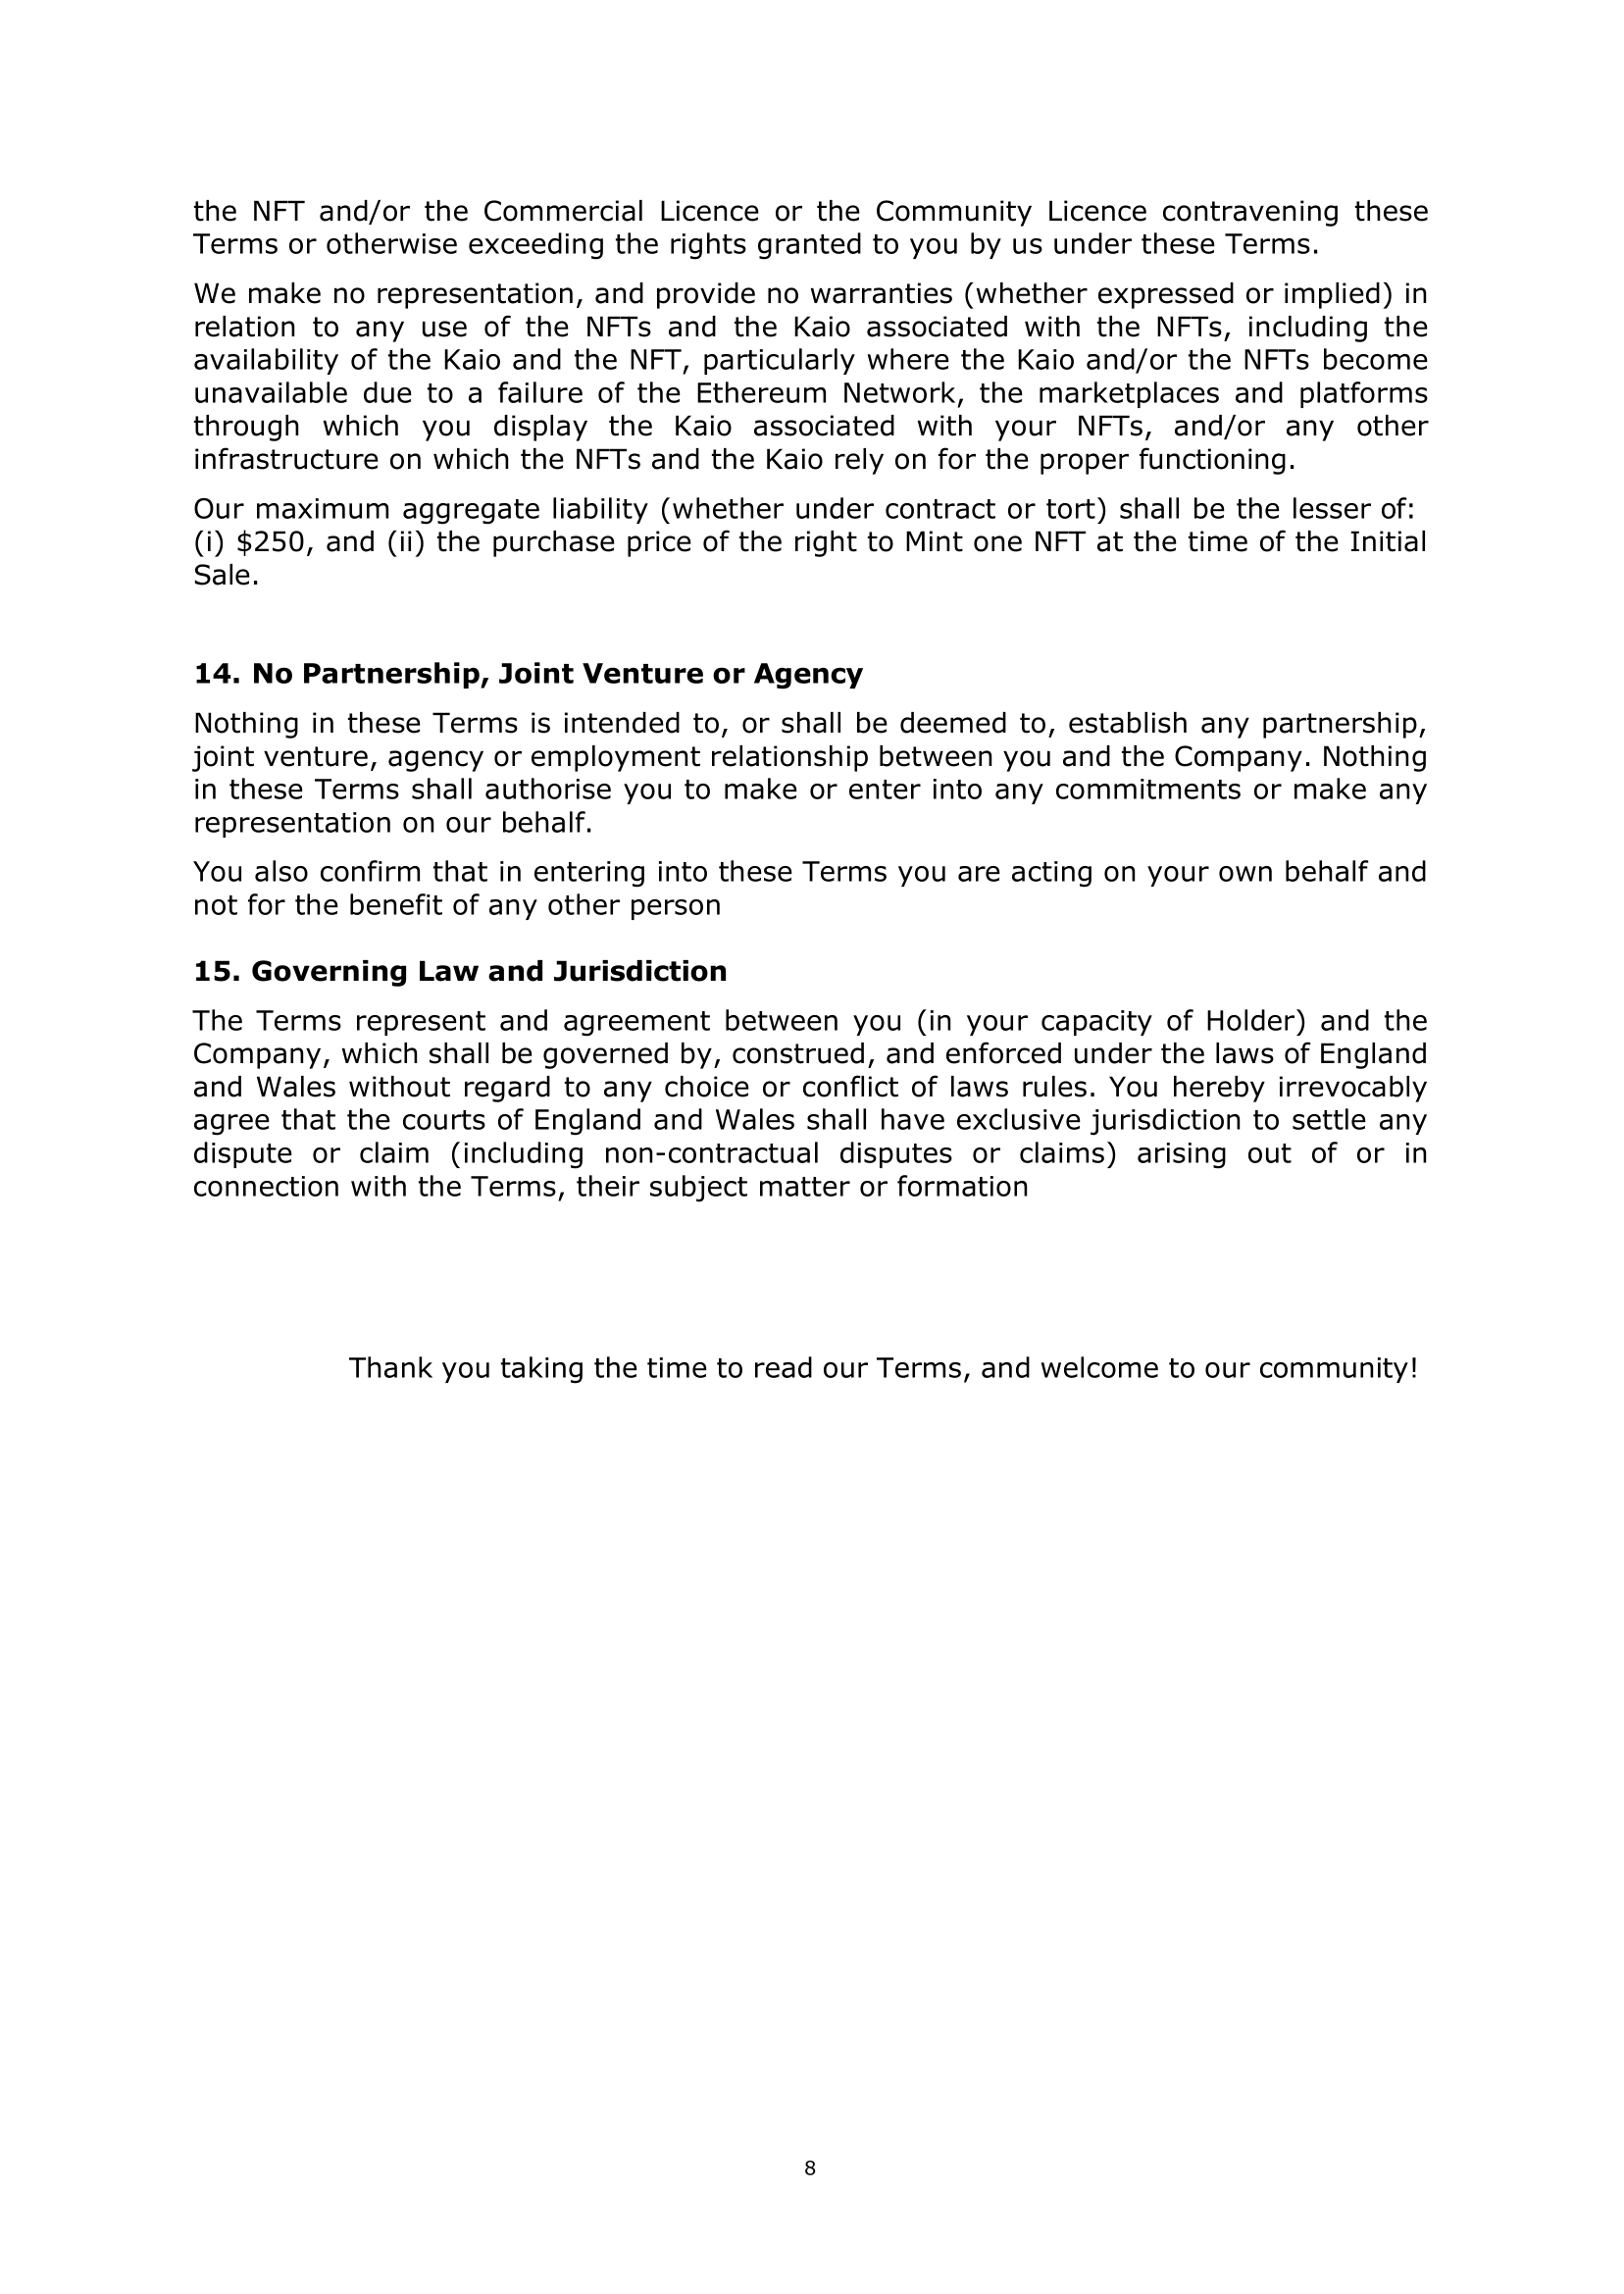 the NFT and/or the Commercial Licence or the Community Licence contravening these
Terms or otherwise exceeding the rights granted to you by us under these Terms.
We make no representation, and provide no warranties (whether expressed or implied) in
relation to any use of the NFTs and the Kaio associated with the NFTs, including the
availability of the Kaio and the NFT, particularly where the Kaio and/or the NFTs become
unavailable due to a failure of the Ethereum Network, the marketplaces and platforms
through which you display the Kaio associated with your NFTs, and/or any other
infrastructure on which the NFTs and the Kaio rely on for the proper functioning.
Our maximum aggregate liability (whether under contract or tort) shall be the lesser of:
(i) $250, and (ii) the purchase price of the right to Mint one NFT at the time of the Initial
Sale.
14. No Partnership, Joint Venture or Agency
Nothing in these Terms is intended to, or shall be deemed to, establish any partnership,
joint venture, agency or employment relationship between you and the Company. Nothing
in these Terms shall authorise you to make or enter into any commitments or make any
representation on our behalf.
You also confirm that in entering into these Terms you are acting on your own behalf and
not for the benefit of any other person
15. Governing Law and Jurisdiction
The Terms represent and agreement between you (in your capacity of Holder) and the
Company, which shall be governed by, construed, and enforced under the laws of England
and Wales without regard to any choice or conflict of laws rules. You hereby irrevocably
agree that the courts of England and Wales shall have exclusive jurisdiction to settle any
dispute or claim (including non-contractual disputes or claims) arising out of or in
connection with the Terms, their subject matter or formation
Thank you taking the time to read our Terms, and welcome to our community!
8